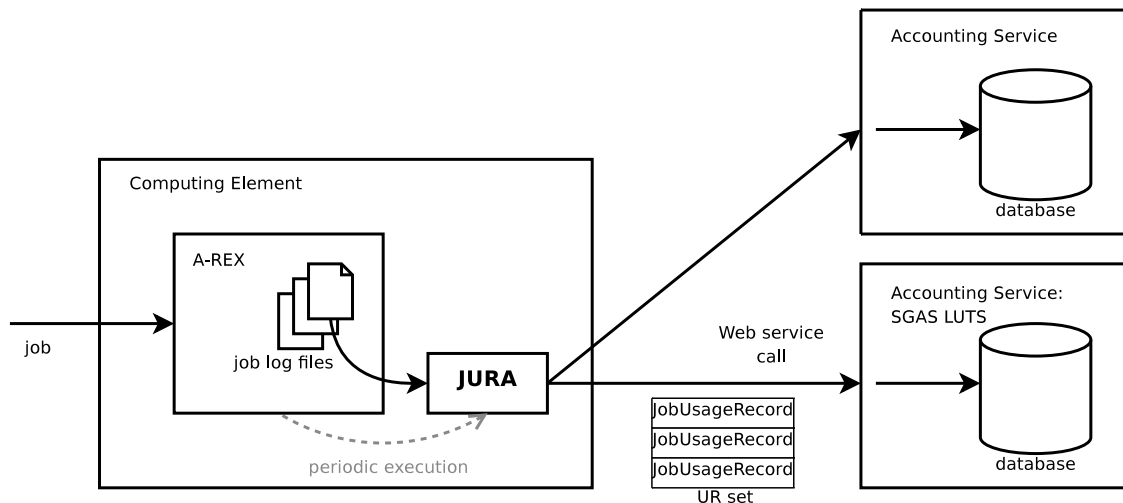 Accounting Service
database
Computing Element
A-REX
job log files
job
JURA
periodic execution
Web service
call
JobUsageRecord
JobUsageRecord
JobUsageRecord
UR set
Accounting Service:
SGAS LUTS
database